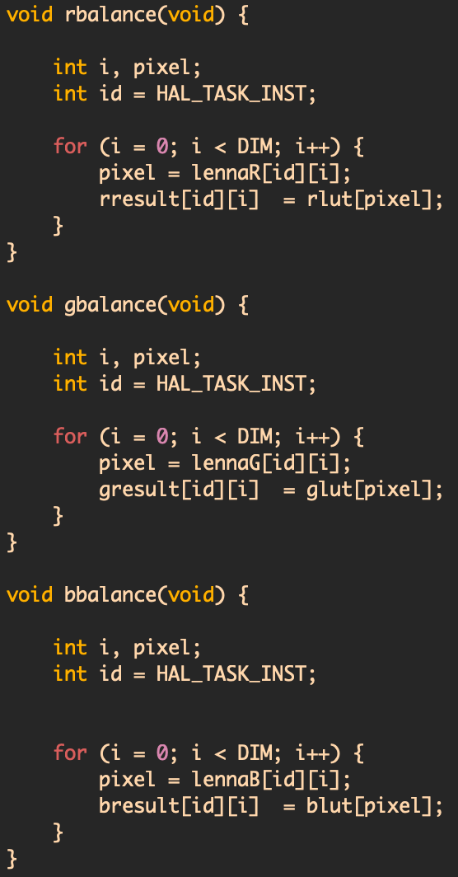 void rbalance(void) {

    int i, pixel;
    int id = HAL_TASK_INST;

    for (i = 0; i < DIM; i++) {
        pixel = lennaR[id][i];
        rresult[id][i]  = rlut[pixel];
    }
}

void gbalance(void) {

    int i, pixel;
    int id = HAL_TASK_INST;

    for (i = 0; i < DIM; i++) {
        pixel = lennaG[id][i];
        gresult[id][i]  = glut[pixel];
    }
}

void bbalance(void) {

    int i, pixel;
    int id = HAL_TASK_INST;


    for (i = 0; i < DIM; i++) {
        pixel = lennaB[id][i];
        bresult[id][i]  = blut[pixel];
    }
}